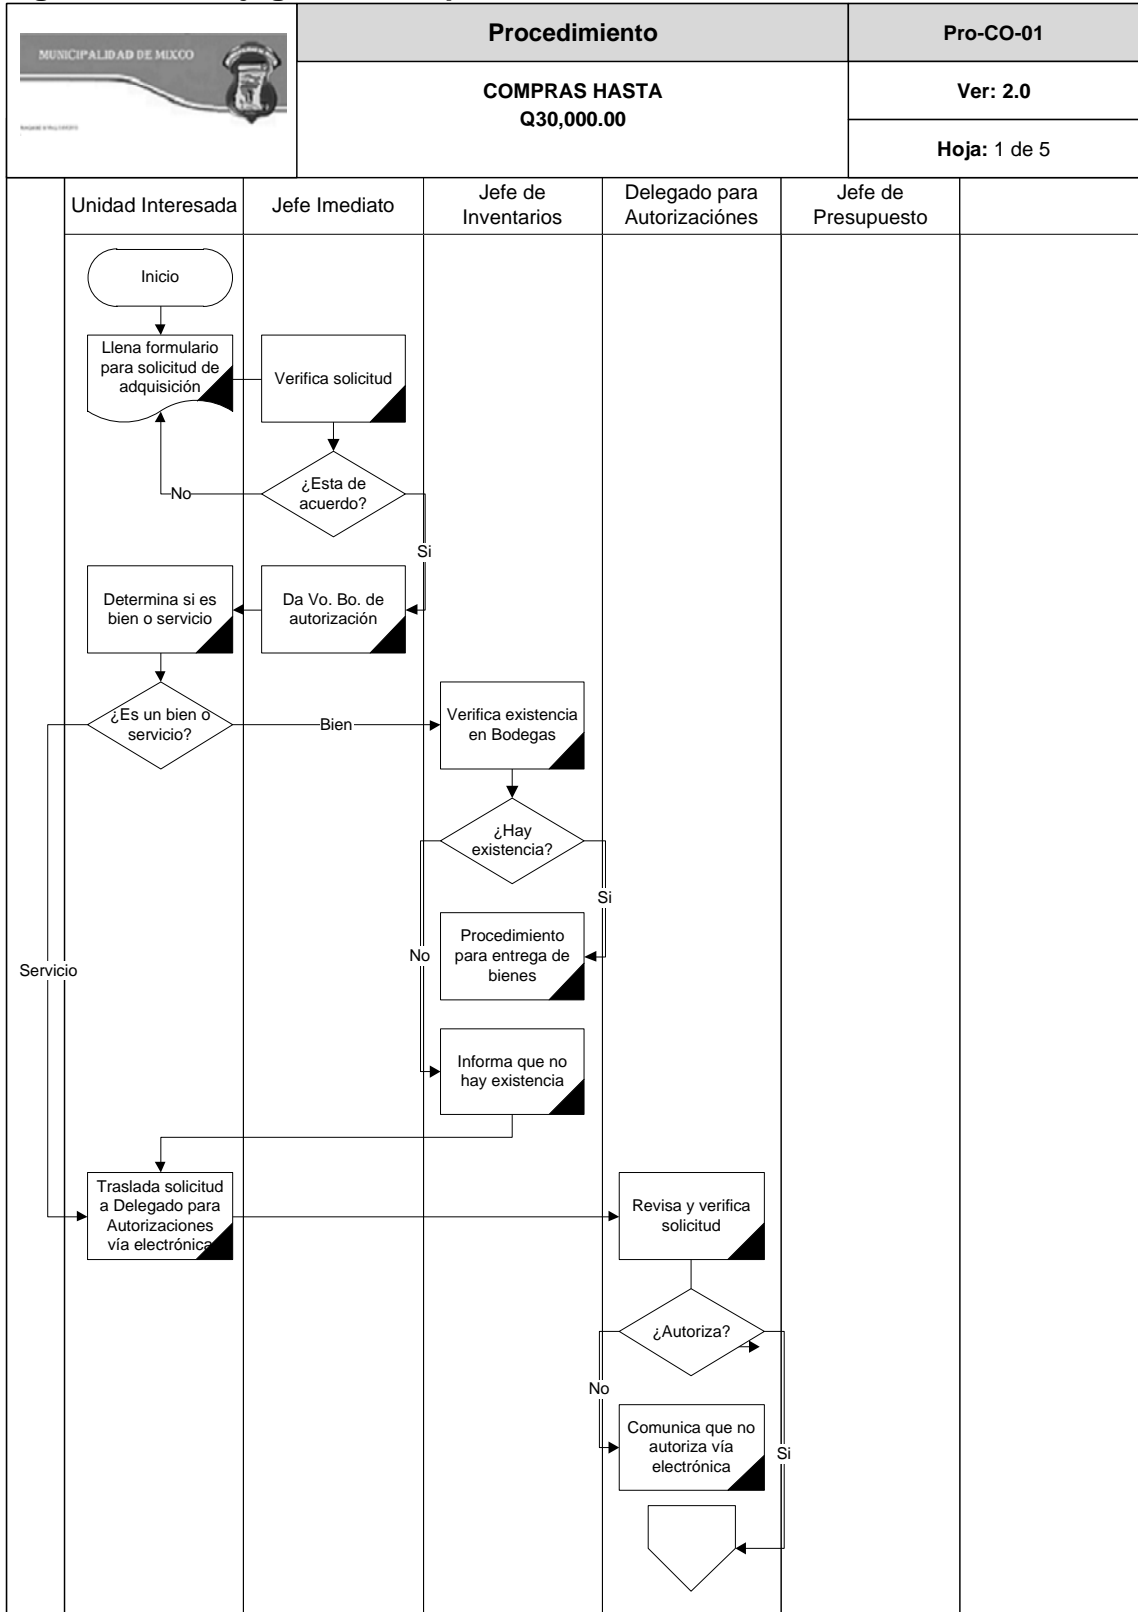 MUNICIPALIDAD DE MIXCO
Procedimiento
Pro-CO-01
COMPRAS HASTA
Q30,000.00
Ver: 2.0
Hoja: 1 de 5
Unidad Interesada
Jefe Imediato
Jefe de
Inventarios
Delegado para
Autorizaciónes
Jefe de
Presupuesto
Inicio
Llena formulario
para solicitud de
adquisición
Verifica solicitud
¿Esta de
acuerdo?
No
Si
Determina si es
bien o servicio
Da Vo. Bo. de
autorización
¿Es un bien o
servicio?
Bien
Verifica existencia
en Bodegas
¿Hay
existencia?
Si
No
Procedimiento
para entrega de
bienes
Servicio
Informa que no
hay existencia
Traslada solicitud
a Delegado para
Autorizaciones
vía electrónica
Revisa y verifica
solicitud
¿Autoriza?
No
Comunica que no
autoriza vía
electrónica
Si